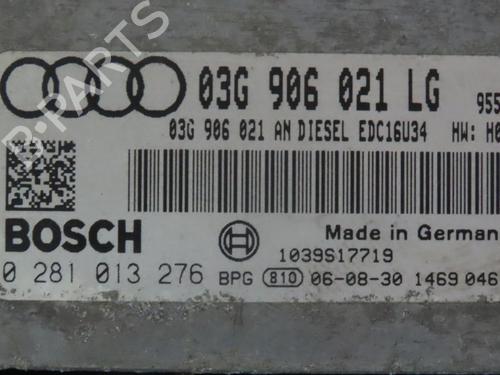 03G 906 021 LG 955
03G 906 021 AN DIESEL EDC16U34 HW: H0
B-PARTS
BOSCH
Made in German
1039S17719
0 281 013 276 BPG 810 06-08-30 1469 046